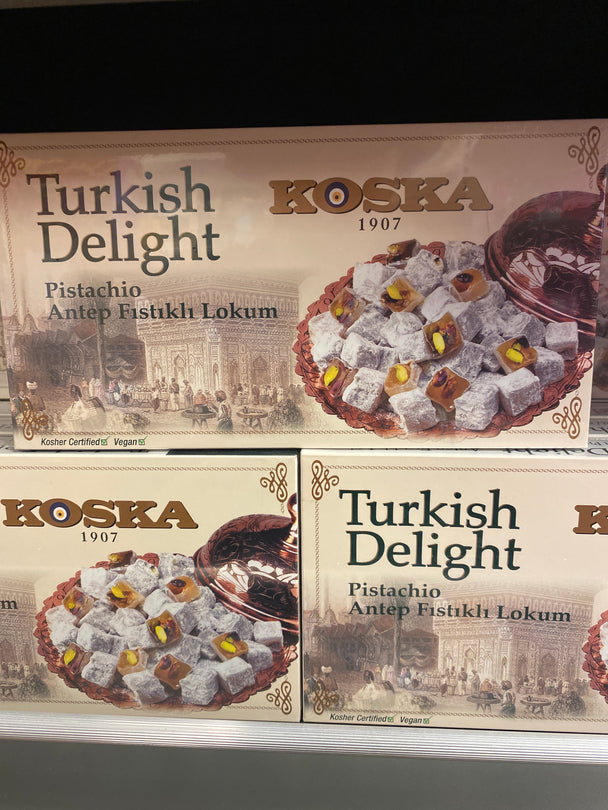 Turkish
Delight
Pistachio
Antep Fıstıklı Lokum
KOSKA
1907
Kosher Certified☑ Vegan☑
KOSKA
1907
Turkish
Delight
Pistachio
Antep Fıstıklı Lokum
Kosher Certified☑ Vegan☑